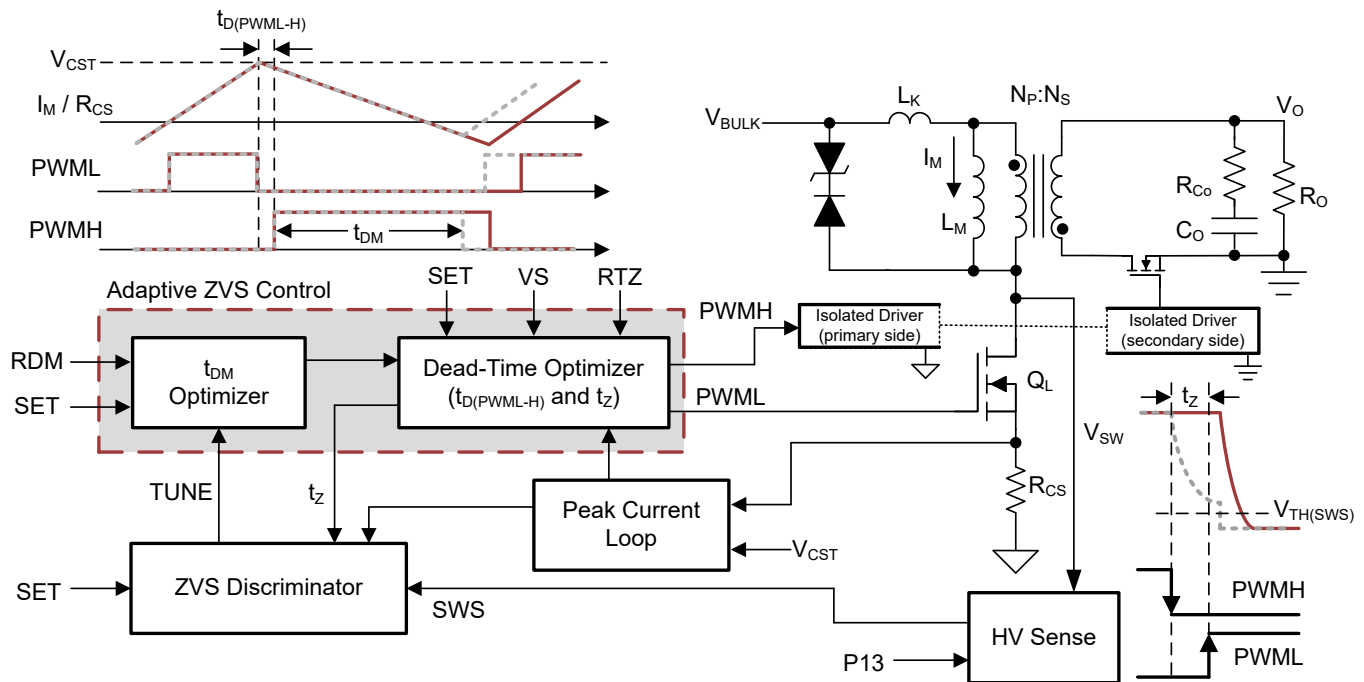 tD(PWML-H)
VCST
IM / RCS
PWML
PWMH
tDM
VBULK
LK
NP:NS
VO
IM
LM
RCo
CO
RO
Adaptive ZVS Control
SET
VS
RTZ
RDM
SET
tDM
Optimizer
Dead-Time Optimizer
(tD(PWML-H) and tZ)
PWMH
PWML
Isolated Driver
(primary side)
Isolated Driver
(secondary side)
QL
VSW
RCS
TUNE
tZ
Peak Current
Loop
VCST
SET
ZVS Discriminator
SWS
HV Sense
P13
tZ
VTH(SWS)
PWMH
PWML